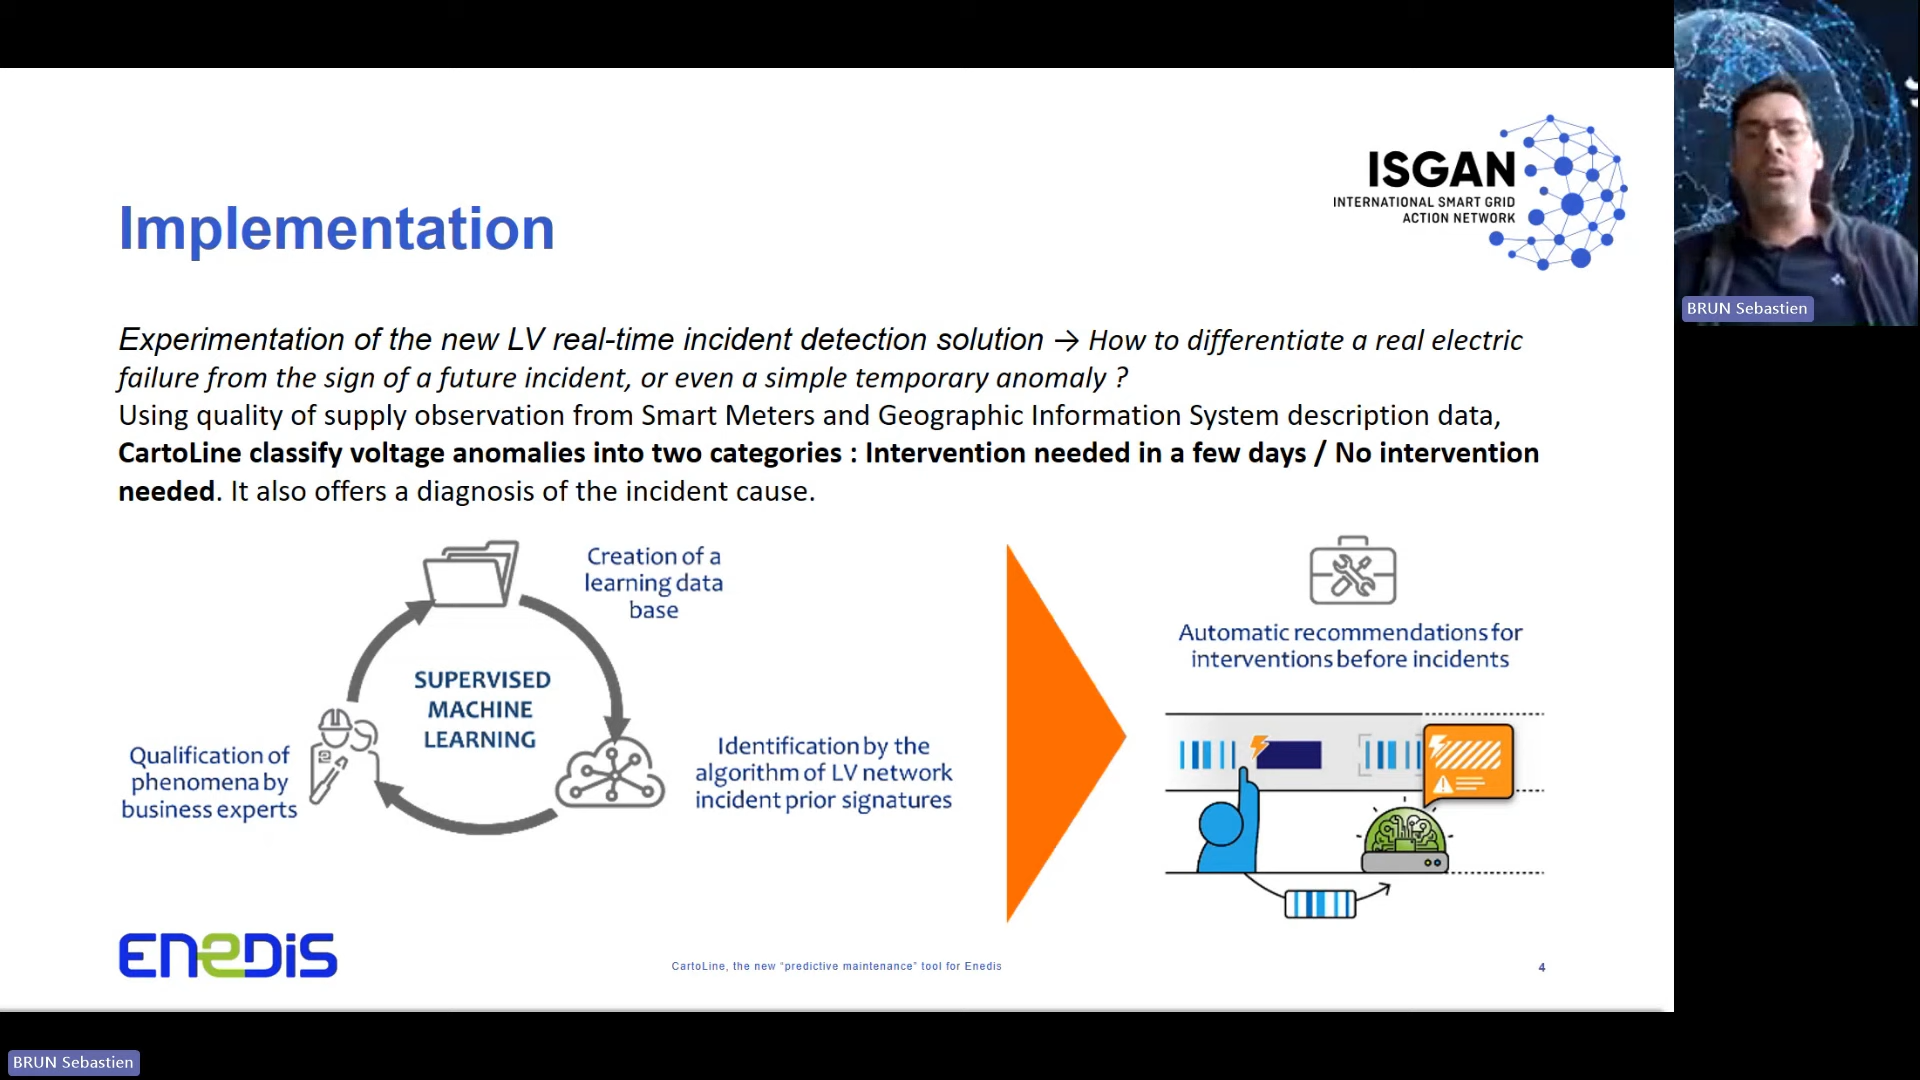 ISGAN
INTERNATIONAL SMART GRID
ACTION NETWORK
Implementation
Experimentation of the new LV real-time incident detection solution → How to differentiate a real electric
failure from the sign of a future incident, or even a simple temporary anomaly ?
Using quality of supply observation from Smart Meters and Geographic Information System description data,
CartoLine classify voltage anomalies into two categories : Intervention needed in a few days / No intervention
needed. It also offers a diagnosis of the incident cause.
Creation of a
learning data
base
SUPERVISED
MACHINE
LEARNING
Qualification of
phenomena by
business experts
Identification by the
algorithm of LV network
incident prior signatures
Automatic recommendations for
interventions before incidents
ENEDIS
CartoLine, the new “predictive maintenance” tool for Enedis
4
BRUN Sebastien
BRUN Sebastien